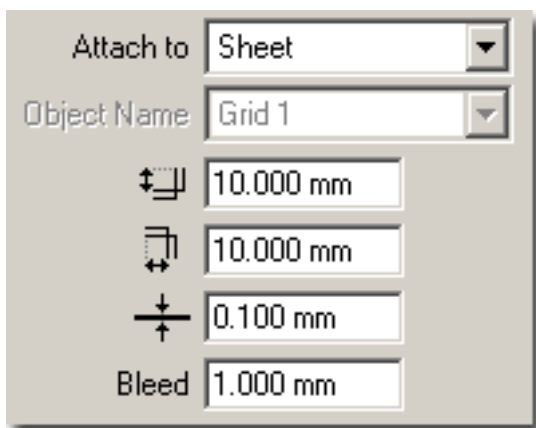 Attach to Sheet
Object Name Grid 1
10.000 mm
10.000 mm
0.100 mm
Bleed 1.000 mm